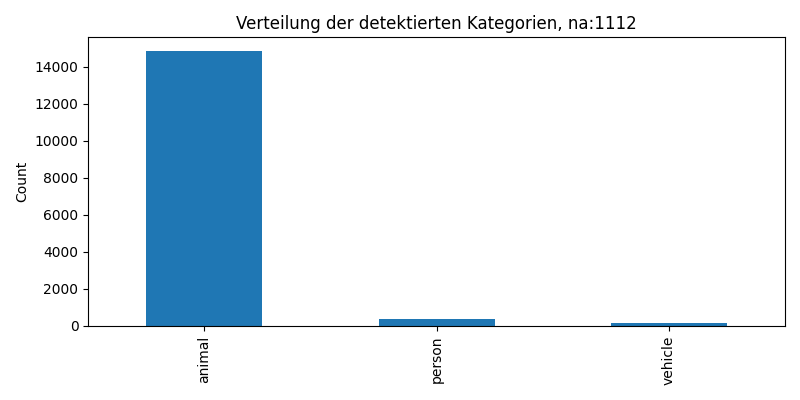 Verteilung der detektierten Kategorien, na:1112
14000
12000
10000
8000
6000
4000
2000
0
Count
animal
person
vehicle